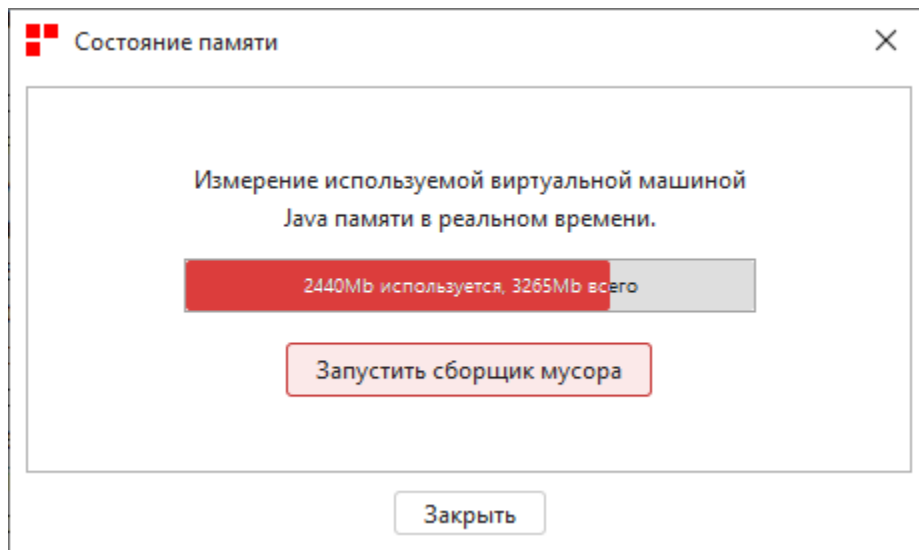 Состояние памяти
Измерение используемой виртуальной машиной
Java памяти в реальном времени.
2440Mb используется, 3265Mb всего
Запустить сборщик мусора
Закрыть